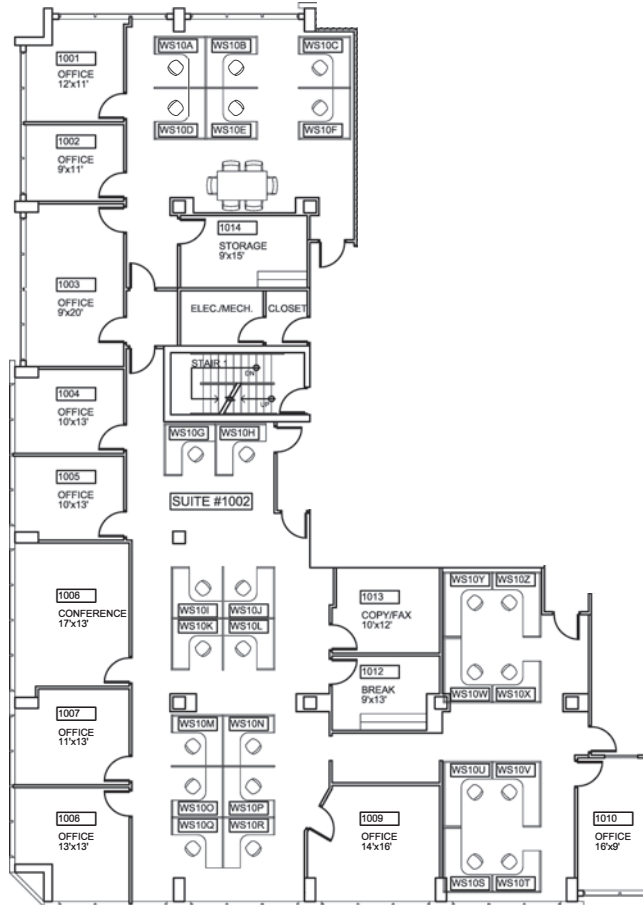 WS10A WS10B WS10C
1001
OFFICE
12'x11'
WS10D WS10E WS10F
1002
OFFICE
9'x11'
1014
STORAGE
9'x15'
1003
OFFICE
9'x20'
ELEC./MECH. CLOSET
STAIR 1
DN
UP
1004
OFFICE
10'x13'
WS10G WS10H
1005
OFFICE
10'x13'
SUITE #1002
1006
CONFERENCE
17'x13'
WS10I WS10J
WS10K WS10L
1013
COPY/FAX
10'x12'
WS10Y WS10Z
1012
BREAK
9'x13'
WS10W WS10X
1007
OFFICE
11'x13'
WS10M WS10N
WS10U WS10V
WS10O WS10P
WS10Q WS10R
1008
OFFICE
13'x13'
1009
OFFICE
14'x16'
1010
OFFICE
16'x9'
WS10S WS10T